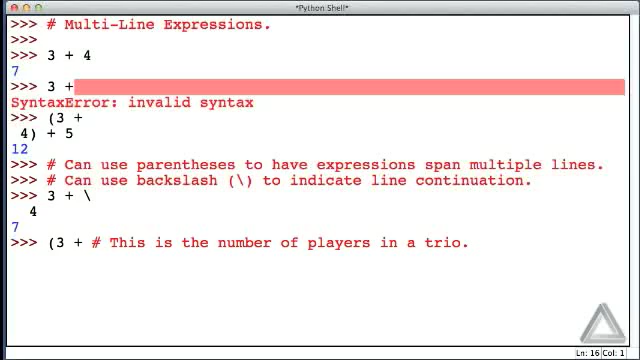 *Python Shell*
>>> # Multi-Line Expressions.
>>>
>>> 3 + 4
7
>>> 3 +
SyntaxError: invalid syntax
>>> (3 +
4) + 5
12
>>> # Can use parentheses to have expressions span multiple lines.
>>> # Can use backslash (\) to indicate line continuation.
>>> 3 + \
4
7
>>> (3 + # This is the number of players in a trio.
Ln: 16 Col: 1